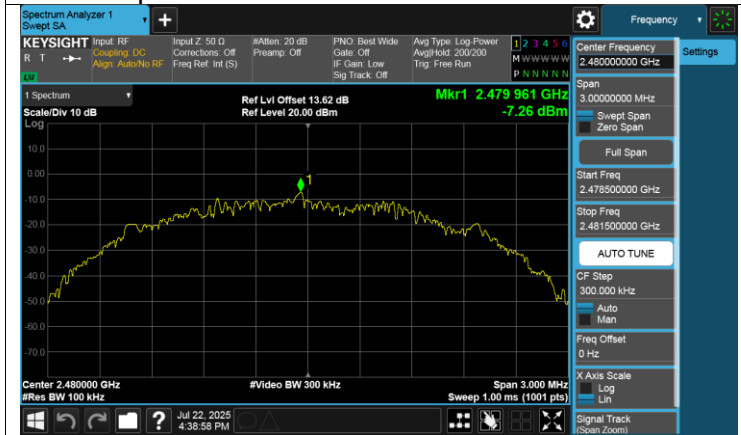 Spectrum Analyzer 1
Swept SA
+
Frequency
KEYSIGHT
R T
LV
Input: RF
Coupling: DC
Align: Auto/No RF
Input Z: 50 Ω
Corrections: Off
Freq Ref: Int (S)
#Atten: 20 dB
Preamp: Off
PNO: Best Wide
Gate: Off
IF Gain: Low
Sig Track: Off
Avg Type: Log-Power
Avg|Hold: 200/200
Trig: Free Run
1 2 3 4 5 6
M W W W W W
P N N N N N
1 Spectrum
Scale/Div 10 dB
Ref Lvl Offset 13.62 dB
Ref Level 20.00 dBm
Mkr1 2.479 961 GHz
-7.26 dBm
Log
10.0
0.00
-10.0
-20.0
-30.0
-40.0
-50.0
-60.0
-70.0
1
Center 2.480000 GHz
#Res BW 100 kHz
#Video BW 300 kHz
Span 3.000 MHz
Sweep 1.00 ms (1001 pts)
Jul 22, 2025
4:38:58 PM
?
Center Frequency
2.480000000 GHz
Span
3.00000000 MHz
Swept Span
Zero Span
Full Span
Start Freq
2.478500000 GHz
Stop Freq
2.481500000 GHz
AUTO TUNE
CF Step
300.000 kHz
Auto
Man
Freq Offset
0 Hz
X Axis Scale
Log
Lin
Signal Track
(Span Zoom)
Settings